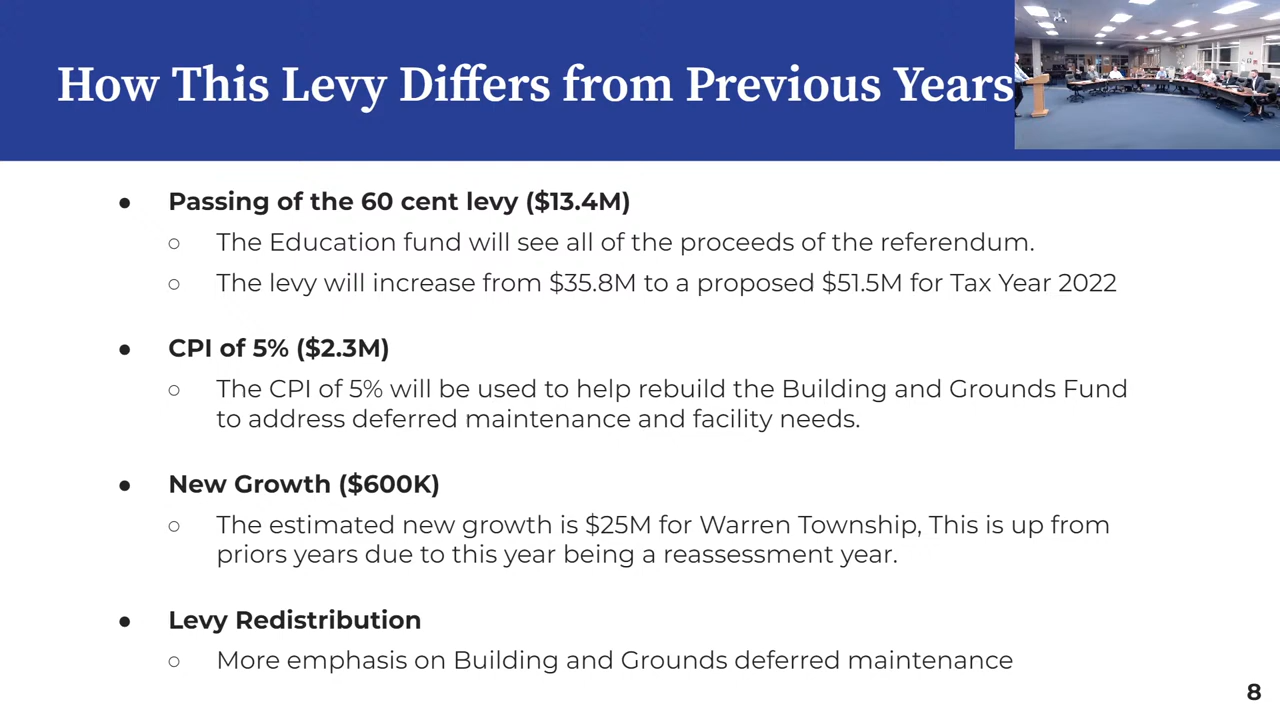 How This Levy Differs from Previous Years
● Passing of the 60 cent levy ($13.4M)
○ The Education fund will see all of the proceeds of the referendum.
○ The levy will increase from $35.8M to a proposed $51.5M for Tax Year 2022
● CPI of 5% ($2.3M)
○ The CPI of 5% will be used to help rebuild the Building and Grounds Fund
to address deferred maintenance and facility needs.
● New Growth ($600K)
○ The estimated new growth is $25M for Warren Township, This is up from
priors years due to this year being a reassessment year.
● Levy Redistribution
○ More emphasis on Building and Grounds deferred maintenance
8